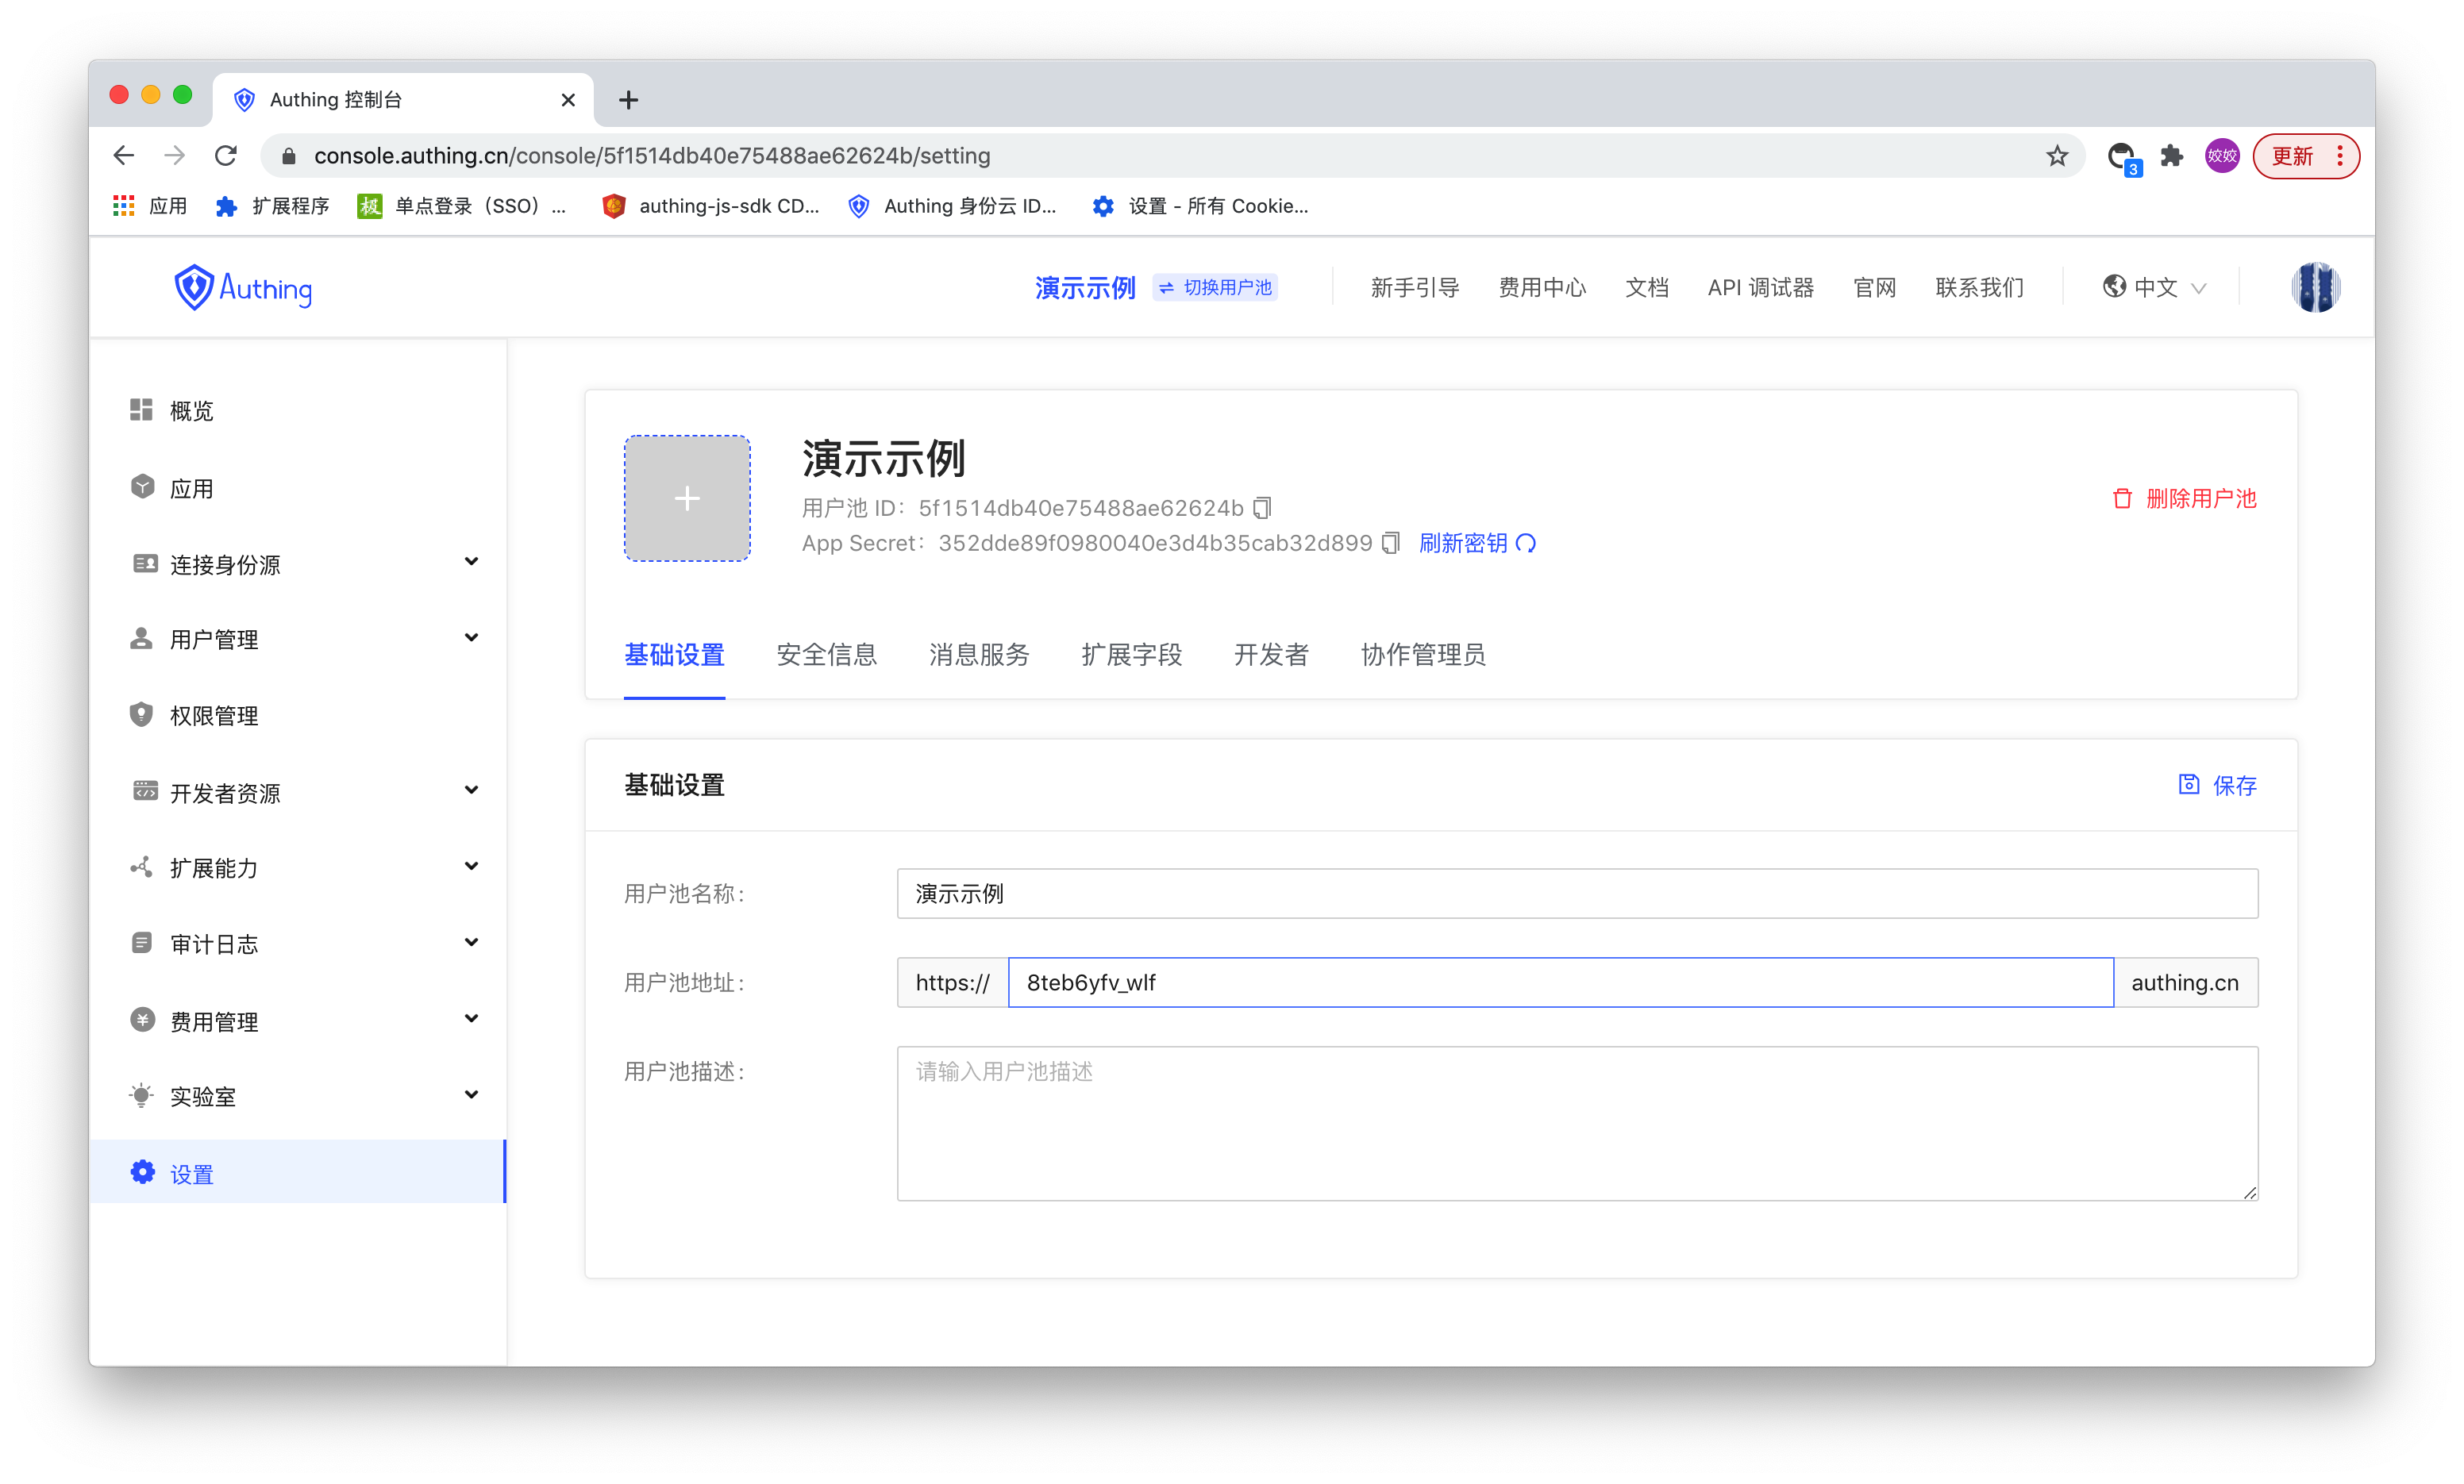 Authing 控制台
console.authing.cn/console/5f1514db40e75488ae62624b/setting
3
姣姣
更新
应用
扩展程序
极
单点登录（SSO）...
authing-js-sdk CD...
Authing 身份云 ID...
设置 - 所有 Cookie...
Authing
演示示例
切换用户池
新手引导
费用中心
文档
API 调试器
官网
联系我们
中文
概览
应用
连接身份源
用户管理
权限管理
开发者资源
扩展能力
审计日志
费用管理
实验室
设置
演示示例
用户池 ID： 5f1514db40e75488ae62624b
App Secret： 352dde89f0980040e3d4b35cab32d899 刷新密钥
删除用户池
基础设置 安全信息 消息服务 扩展字段 开发者 协作管理员
基础设置
保存
用户池名称： 演示示例
用户池地址： https:// 8teb6yfv_wlf authing.cn
用户池描述： 请输入用户池描述